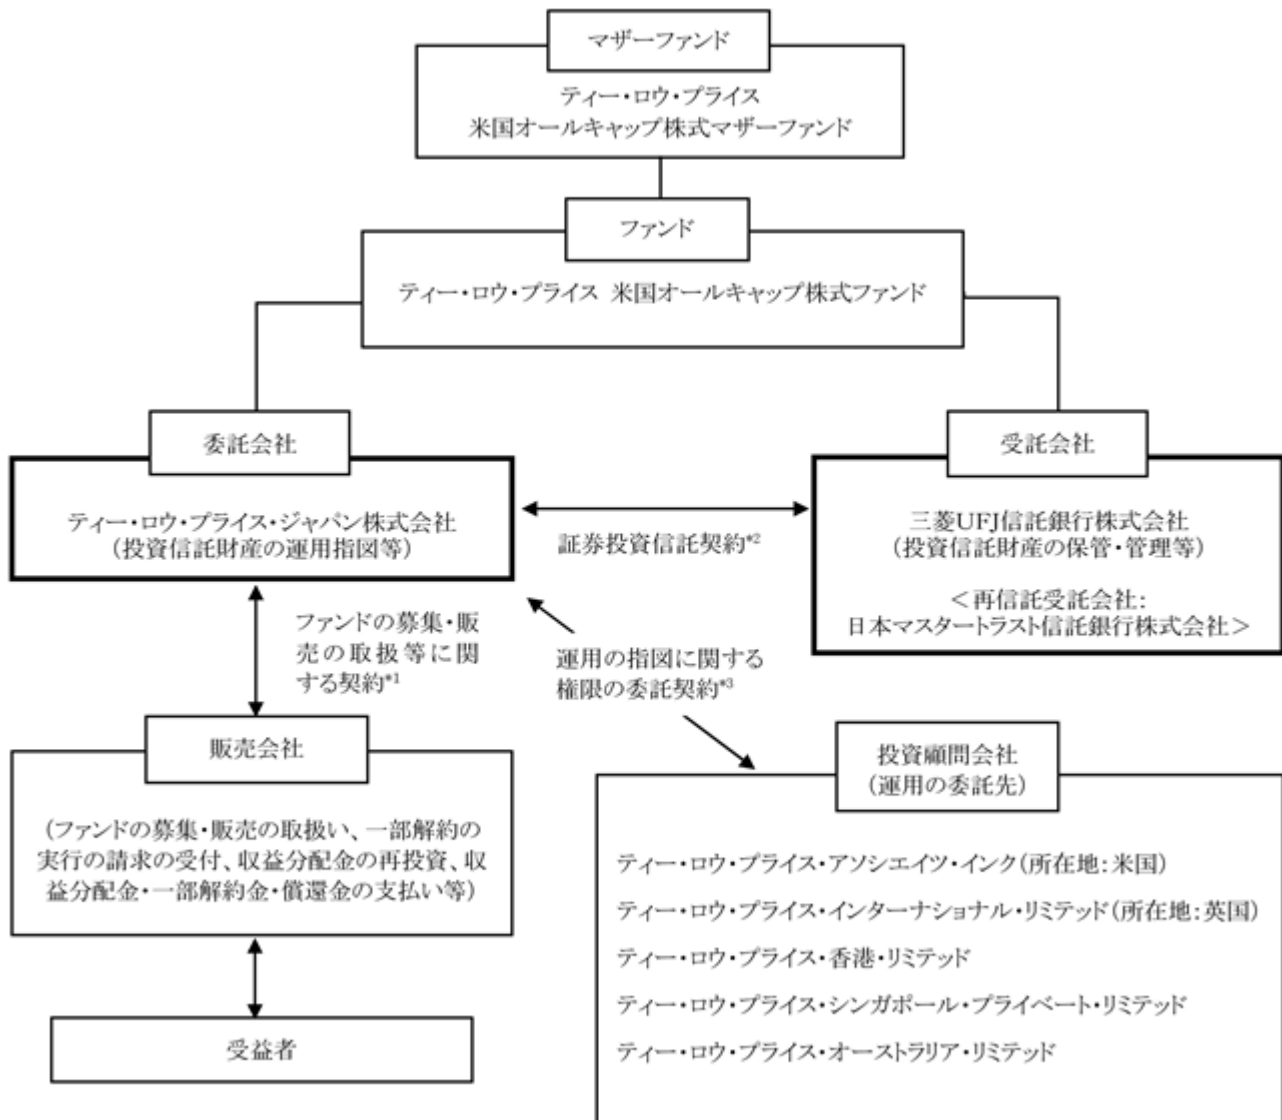 マザーファンド
ティー・ロウ・プライス
米国オールキャップ株式マザーファンド
ファンド
ティー・ロウ・プライス 米国オールキャップ株式ファンド
委託会社
ティー・ロウ・プライス・ジャパン株式会社
(投資信託財産の運用指図等)
証券投資信託契約*2
受託会社
三菱UFJ信託銀行株式会社
(投資信託財産の保管・管理等)
<再信託受託会社:
日本マスタートラスト信託銀行株式会社>
ファンドの募集・販
売の取扱等に関
する契約*1
運用の指図に関する
権限の委託契約*3
販売会社
(ファンドの募集・販売の取扱い、一部解約の
実行の請求の受付、収益分配金の再投資、収
益分配金・一部解約金・償還金の支払い等)
受益者
投資顧問会社
(運用の委託先)
ティー・ロウ・プライス・アソシエイツ・インク(所在地:米国)
ティー・ロウ・プライス・インターナショナル・リミテッド(所在地:英国)
ティー・ロウ・プライス・香港・リミテッド
ティー・ロウ・プライス・シンガポール・プライベート・リミテッド
ティー・ロウ・プライス・オーストラリア・リミテッド